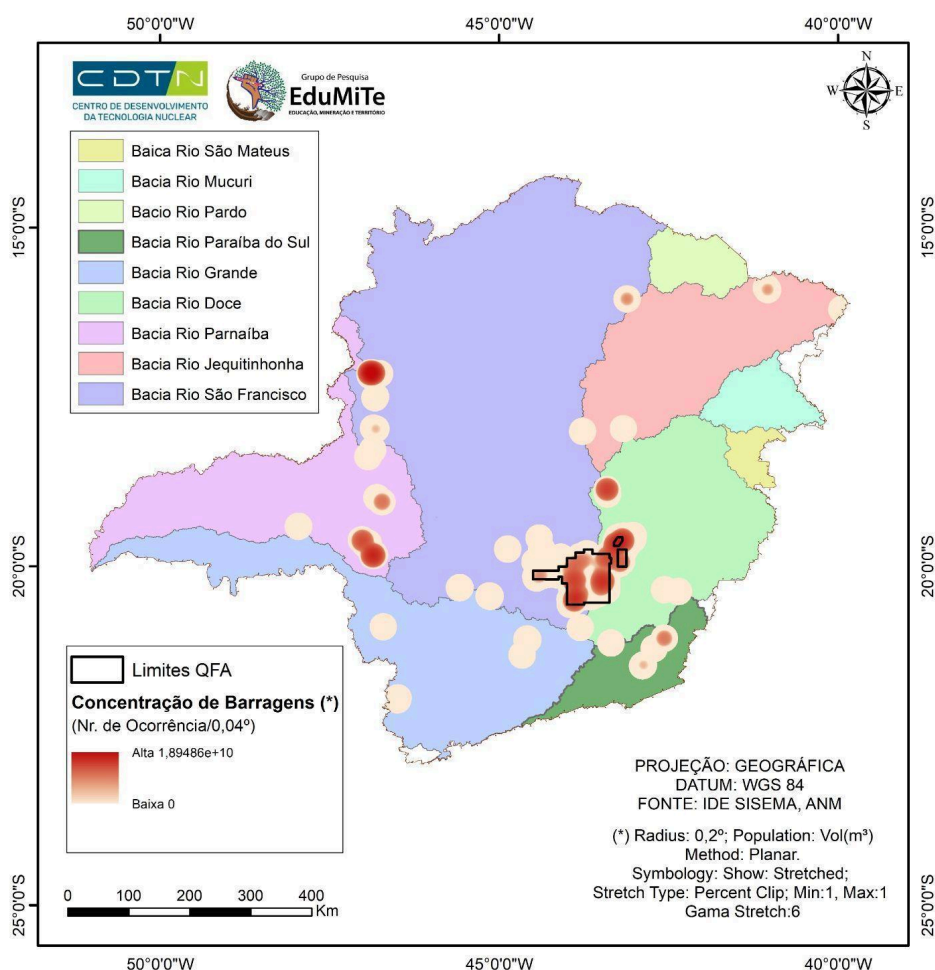 50°0'0"W 45°0'0"W 40°0'0"W
CDTN
CENTRO DE DESENVOLVIMENTO
DA TECNOLOGIA NUCLEAR
Grupo de Pesquisa
EduMiTe
EDUCAÇÃO, MINERAÇÃO E TERRITÓRIO
N
W E
S
Baica Rio São Mateus
Bacia Rio Mucuri
Bacio Rio Pardo
Bacia Rio Paraíba do Sul
Bacia Rio Grande
Bacia Rio Doce
Bacia Rio Parnaíba
Bacia Rio Jequitinhonha
Bacia Rio São Francisco
15°0'0"S 15°0'0"S
20°0'0"S 20°0'0"S
Limites QFA
Concentração de Barragens (*)
(Nr. de Ocorrência/0,04º)
Alta 1,89486e+10
Baixa 0
0 100 200 300 400
Km
PROJEÇÃO: GEOGRÁFICA
DATUM: WGS 84
FONTE: IDE SISEMA, ANM
(*) Radius: 0,2º; Population: Vol(m³)
Method: Planar.
Symbology: Show: Stretched;
Stretch Type: Percent Clip; Min:1, Max:1
Gama Stretch:6
25°0'0"S 25°0'0"S
50°0'0"W 45°0'0"W 40°0'0"W